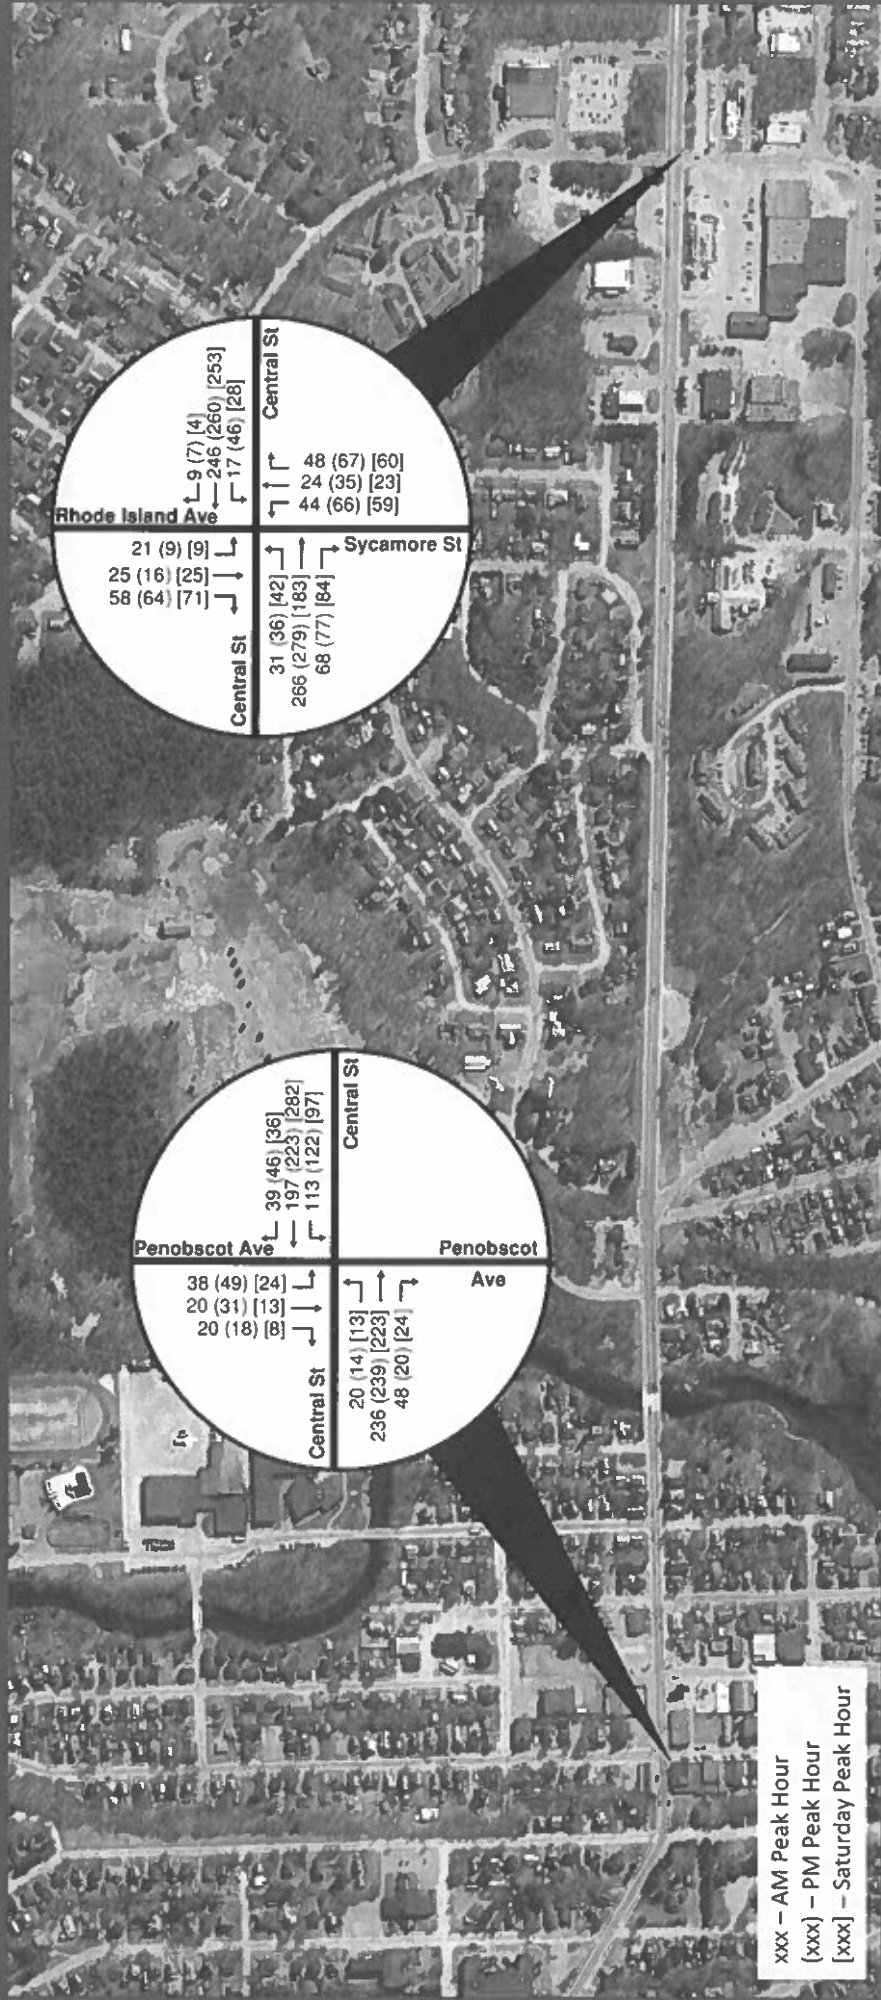 Rhode Island Ave
9 (7) [4]
246 (260) [253]
17 (46) [28]
Central St
48 (67) [60]
24 (35) [23]
44 (66) [59]
Sycamore St
21 (9) [9]
25 (16) [25]
58 (64) [71]
Central St
31 (36) [42]
266 (279) [183]
68 (77) [84]
Penobscot Ave
39 (46) [36]
197 (223) [282]
113 (122) [97]
Central St
Penobscot
Ave
38 (49) [24]
20 (31) [13]
20 (18) [8]
Central St
20 (14) [13]
236 (239) [223]
48 (20) [24]
xxx – AM Peak Hour
(xxx) – PM Peak Hour
[xxx] – Saturday Peak Hour